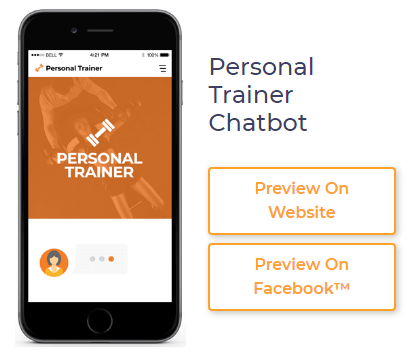 BELL 4:21 PM 100%
Personal Trainer
PERSONAL
TRAINER
Personal
Trainer
Chatbot
Preview On
Website
Preview On
Facebook™